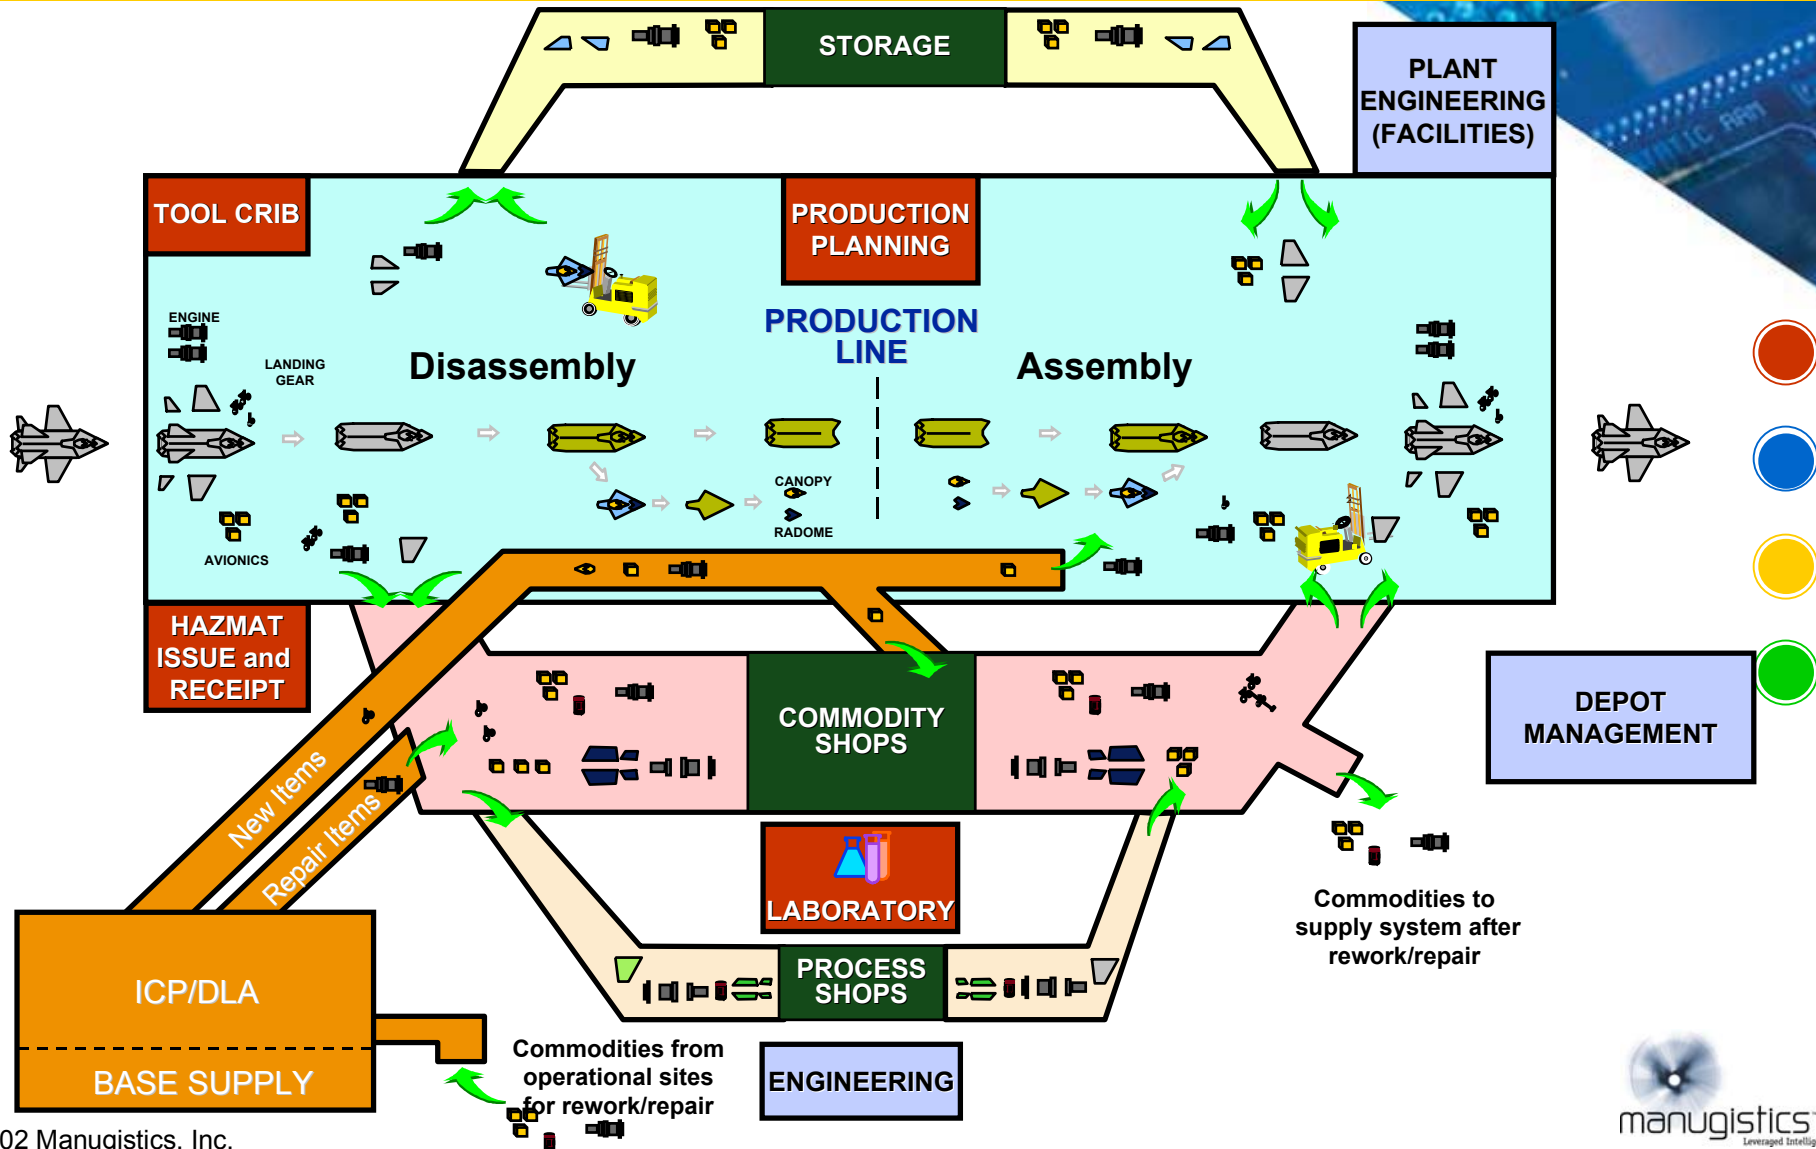 STORAGE
PLANT
ENGINEERING
(FACILITIES)
TOOL CRIB
PRODUCTION
PLANNING
ENGINE
PRODUCTION
LINE
LANDING
GEAR
Disassembly
Assembly
CANOPY
RADOME
AVIONICS
HAZMAT
ISSUE and
RECEIPT
COMMODITY
SHOPS
DEPOT
MANAGEMENT
New Items
Repair Items
LABORATORY
Commodities to
supply system after
rework/repair
PROCESS
SHOPS
ICP/DLA
BASE SUPPLY
Commodities from
operational sites
for rework/repair
ENGINEERING
02 Manugistics, Inc.
manugistics
Leveraged